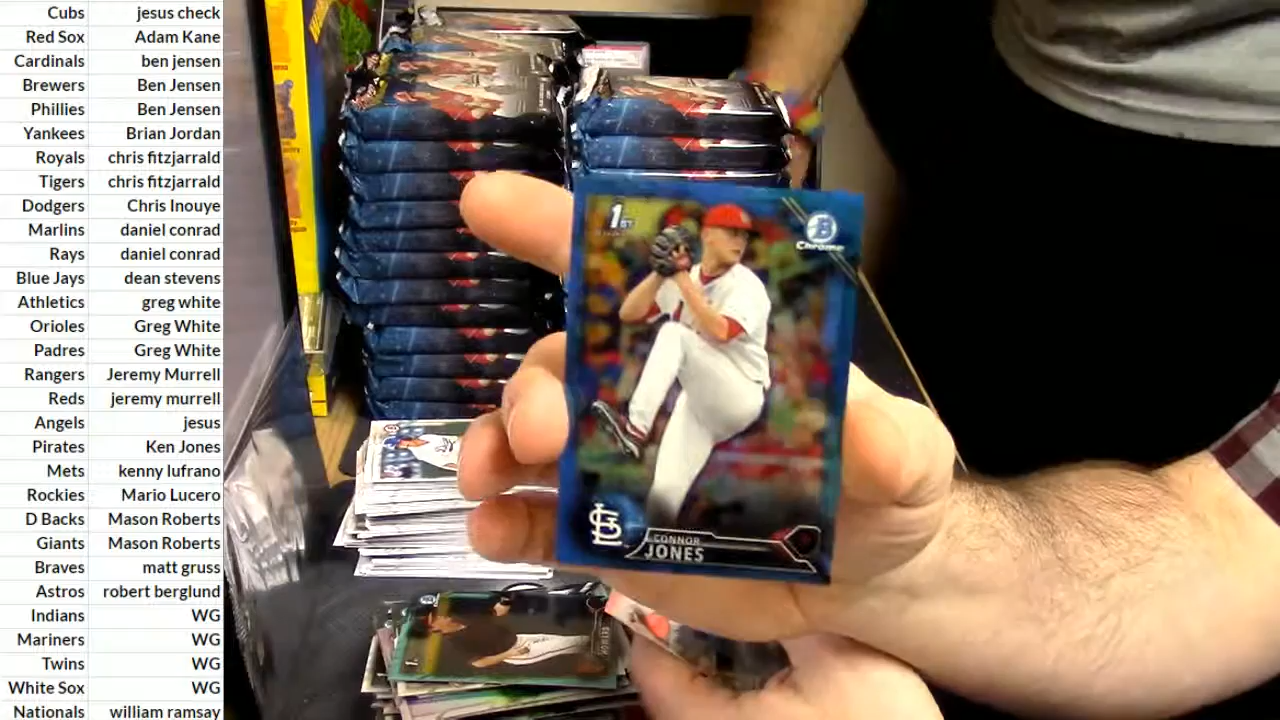 Cubs jesus check
Red Sox Adam Kane
Cardinals ben jensen
Brewers Ben Jensen
Phillies Ben Jensen
Yankees Brian Jordan
Royals chris fitzjarrald
Tigers chris fitzjarrald
Dodgers Chris Inouye
Marlins daniel conrad
Rays daniel conrad
Blue Jays dean stevens
Athletics greg white
Orioles Greg White
Padres Greg White
Rangers Jeremy Murrell
Reds jeremy murrell
Angels jesus
Pirates Ken Jones
Mets kenny lufrano
Rockies Mario Lucero
D Backs Mason Roberts
Giants Mason Roberts
Braves matt gruss
Astros robert berglund
Indians WG
Mariners WG
Twins WG
White Sox WG
Nationals william ramsay
1ST
B
Chrome
STL
CONNOR
JONES